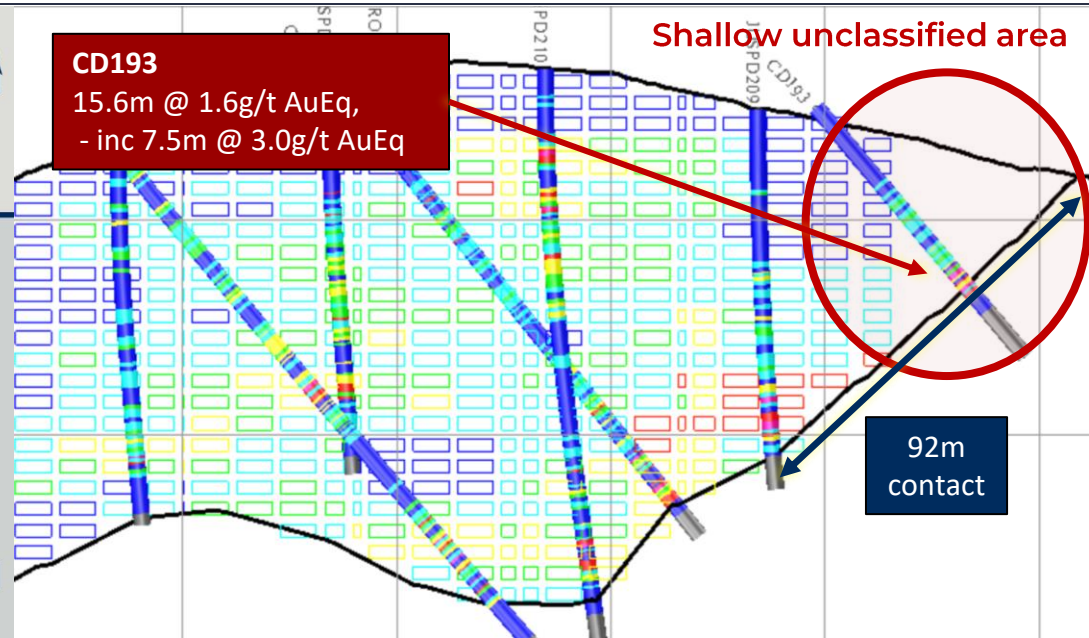 Shallow unclassified area
CD193
15.6m @ 1.6g/t AuEq,
- inc 7.5m @ 3.0g/t AuEq
RO
PD210
CD193
92m
contact